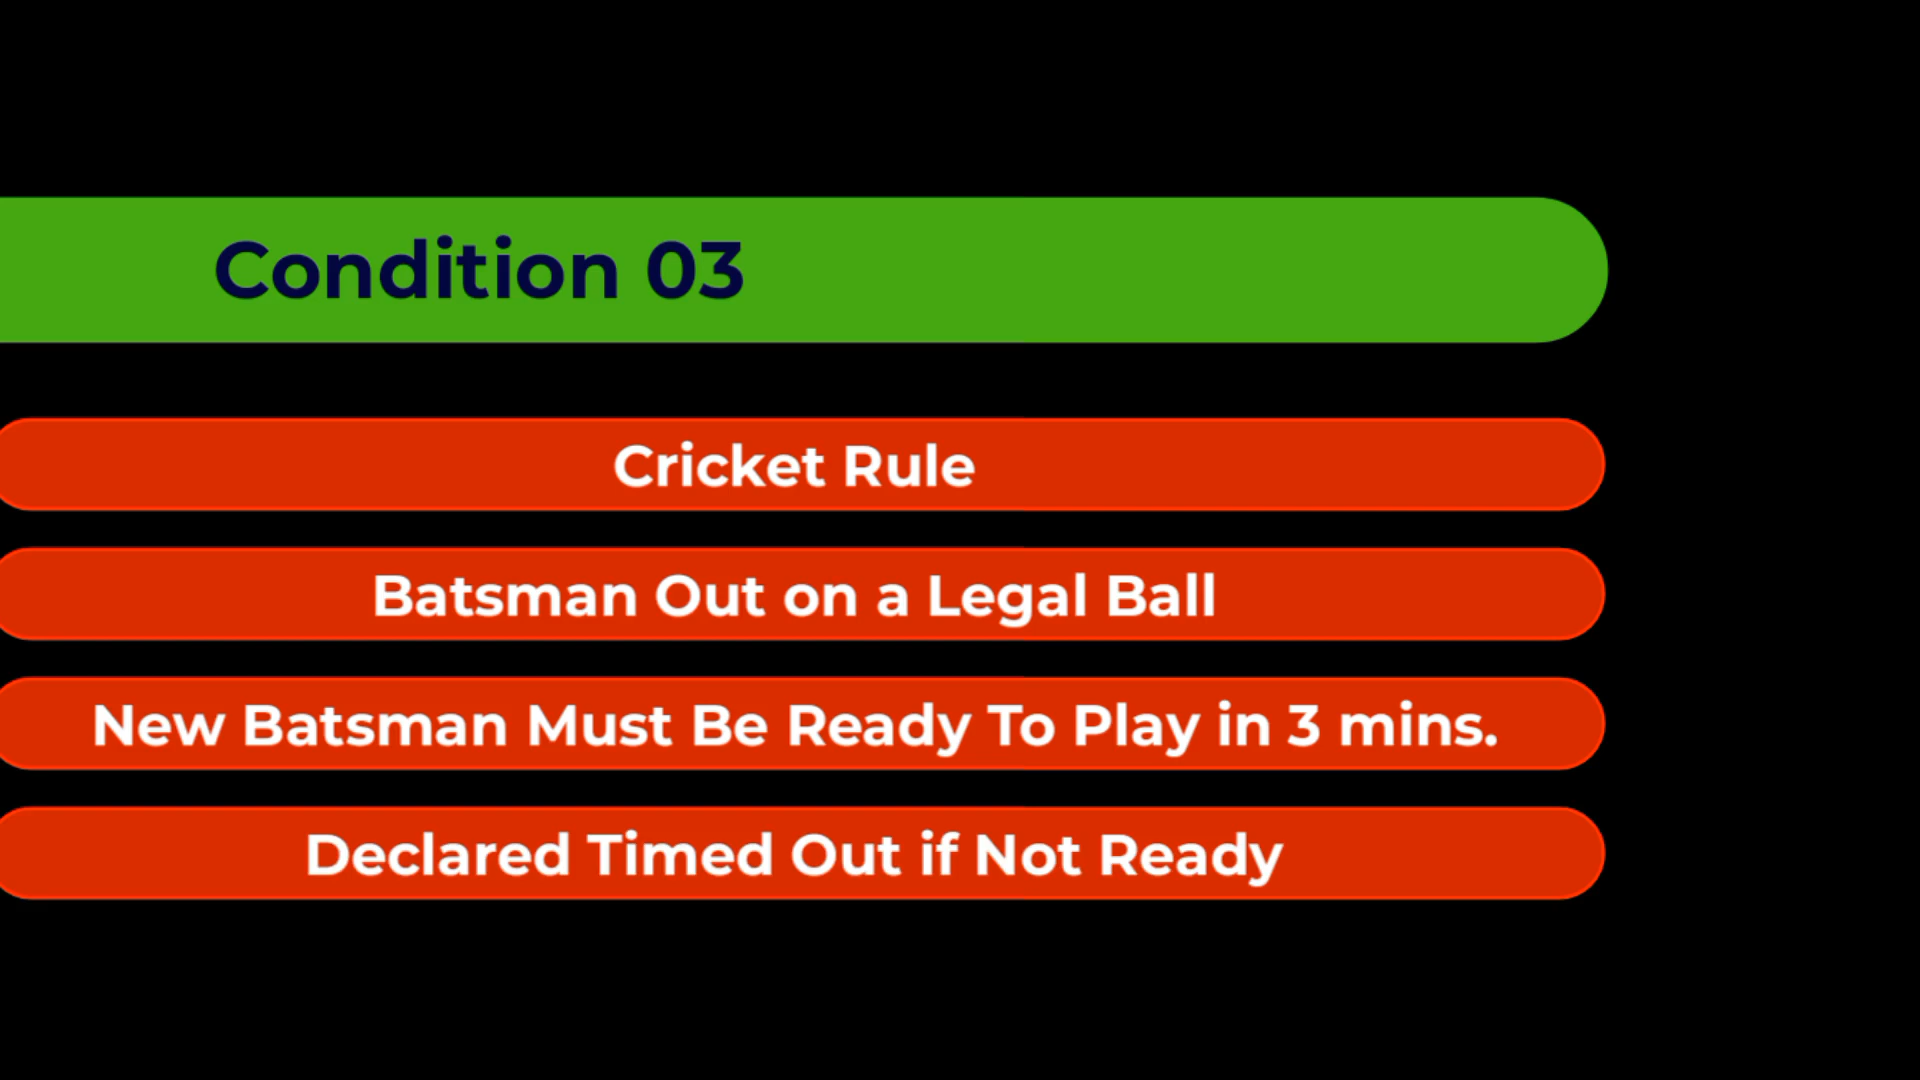 Condition 03
Cricket Rule
Batsman Out on a Legal Ball
New Batsman Must Be Ready To Play in 3 mins.
Declared Timed Out if Not Ready